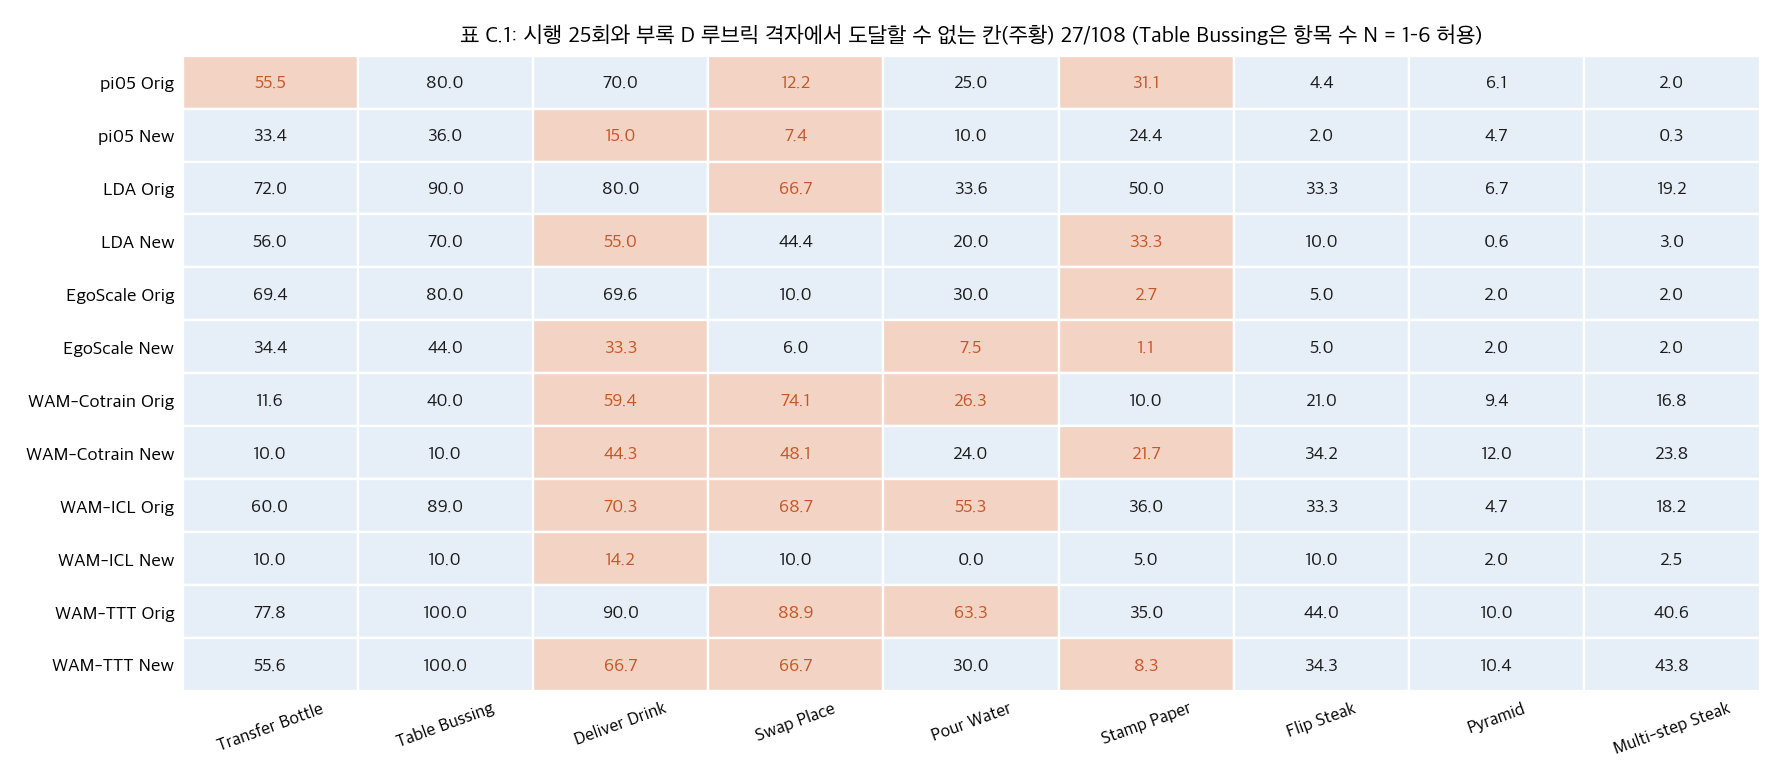 표 C.1: 시행 25회와 부록 D 루브릭 격자에서 도달할 수 없는 칸(주황) 27/108 (Table Bussing은 항목 수 N = 1-6 허용)
pi05 Orig 55.5 80.0 70.0 12.2 25.0 31.1 4.4 6.1 2.0
pi05 New 33.4 36.0 15.0 7.4 10.0 24.4 2.0 4.7 0.3
LDA Orig 72.0 90.0 80.0 66.7 33.6 50.0 33.3 6.7 19.2
LDA New 56.0 70.0 55.0 44.4 20.0 33.3 10.0 0.6 3.0
EgoScale Orig 69.4 80.0 69.6 10.0 30.0 2.7 5.0 2.0 2.0
EgoScale New 34.4 44.0 33.3 6.0 7.5 1.1 5.0 2.0 2.0
WAM-Cotrain Orig 11.6 40.0 59.4 74.1 26.3 10.0 21.0 9.4 16.8
WAM-Cotrain New 10.0 10.0 44.3 48.1 24.0 21.7 34.2 12.0 23.8
WAM-ICL Orig 60.0 89.0 70.3 68.7 55.3 36.0 33.3 4.7 18.2
WAM-ICL New 10.0 10.0 14.2 10.0 0.0 5.0 10.0 2.0 2.5
WAM-TTT Orig 77.8 100.0 90.0 88.9 63.3 35.0 44.0 10.0 40.6
WAM-TTT New 55.6 100.0 66.7 66.7 30.0 8.3 34.3 10.4 43.8
Transfer Bottle Table Bussing Deliver Drink Swap Place Pour Water Stamp Paper Flip Steak Pyramid Multi-step Steak